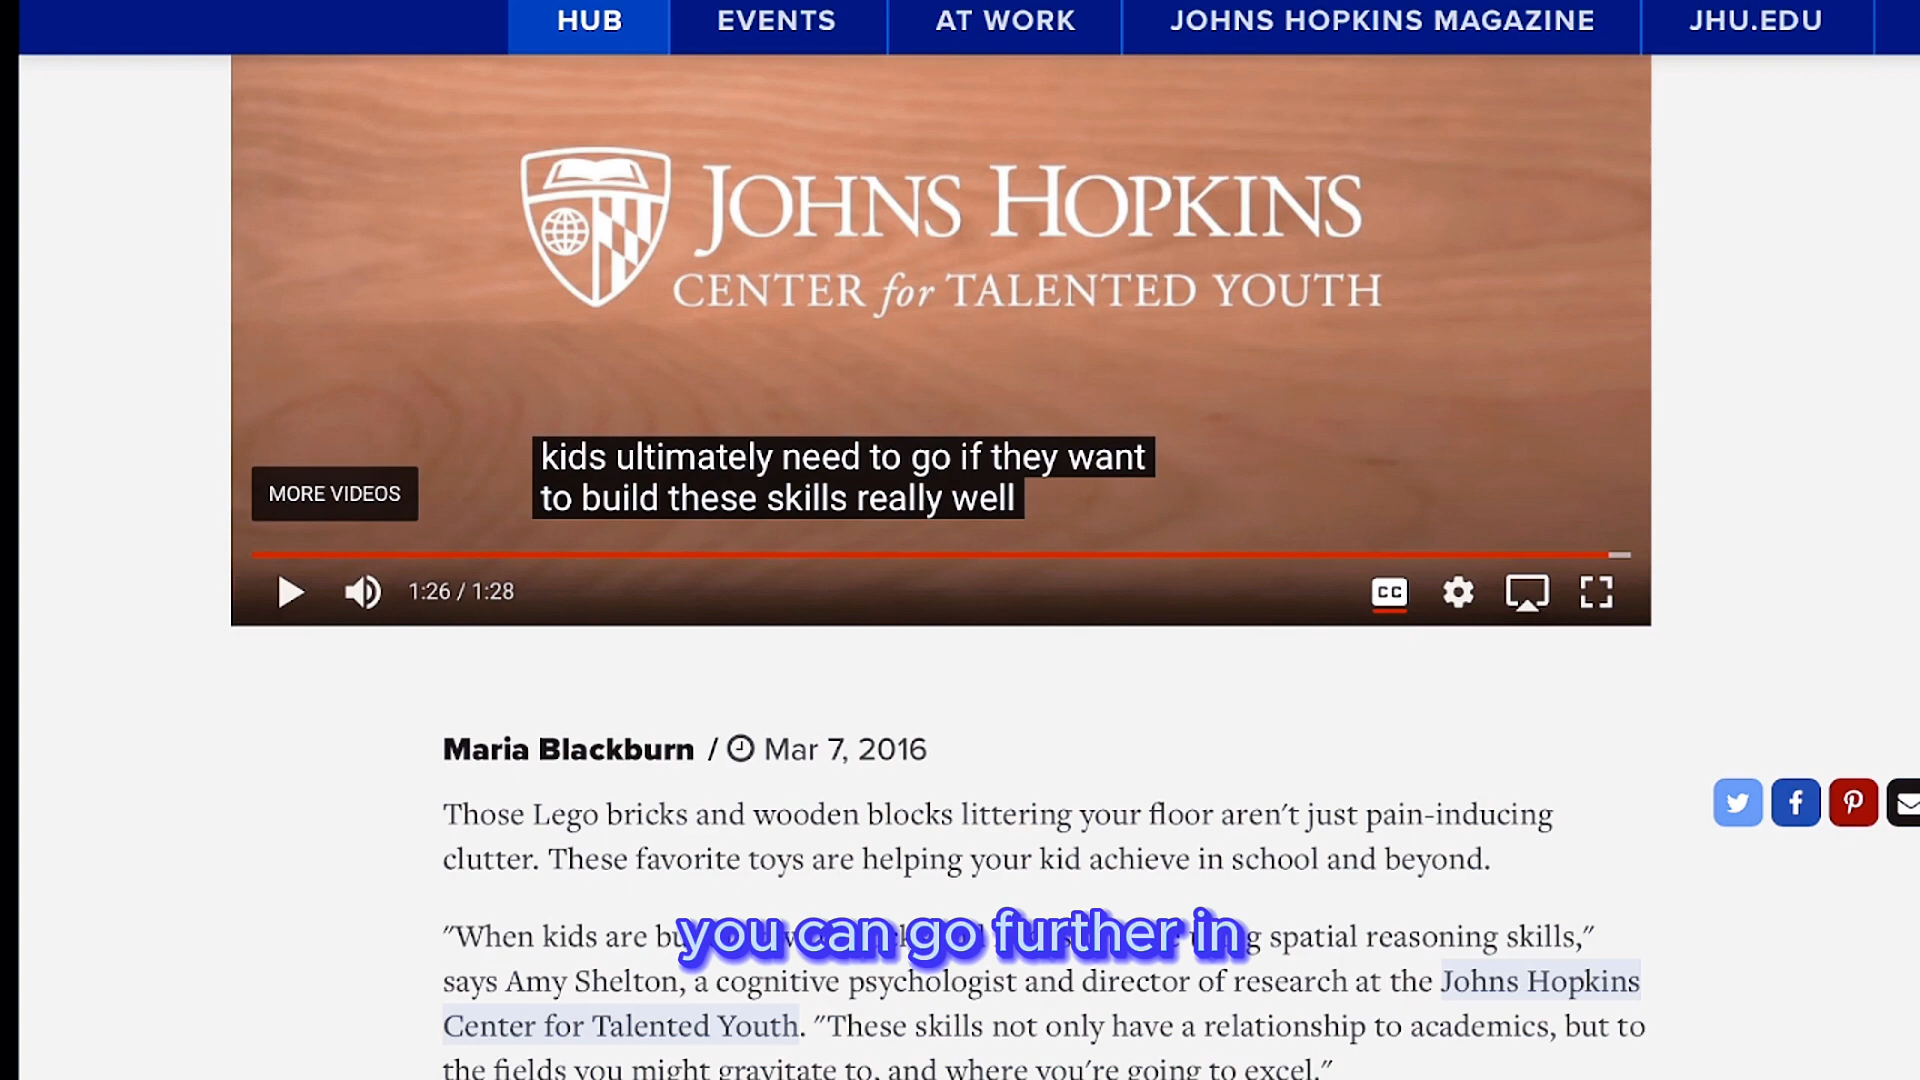 HUB EVENTS AT WORK JOHNS HOPKINS MAGAZINE JHU.EDU
JOHNS HOPKINS
CENTER for TALENTED YOUTH
kids ultimately need to go if they want
to build these skills really well
MORE VIDEOS
1:26 / 1:28
CC
Maria Blackburn / Mar 7, 2016
Those Lego bricks and wooden blocks littering your floor aren't just pain-inducing
clutter. These favorite toys are helping your kid achieve in school and beyond.
you can go further in
"When kids are spatial reasoning skills,"
says Amy Shelton, a cognitive psychologist and director of research at the Johns Hopkins
Center for Talented Youth. "These skills not only have a relationship to academics, but to
the fields you might gravitate to, and where you're going to excel."